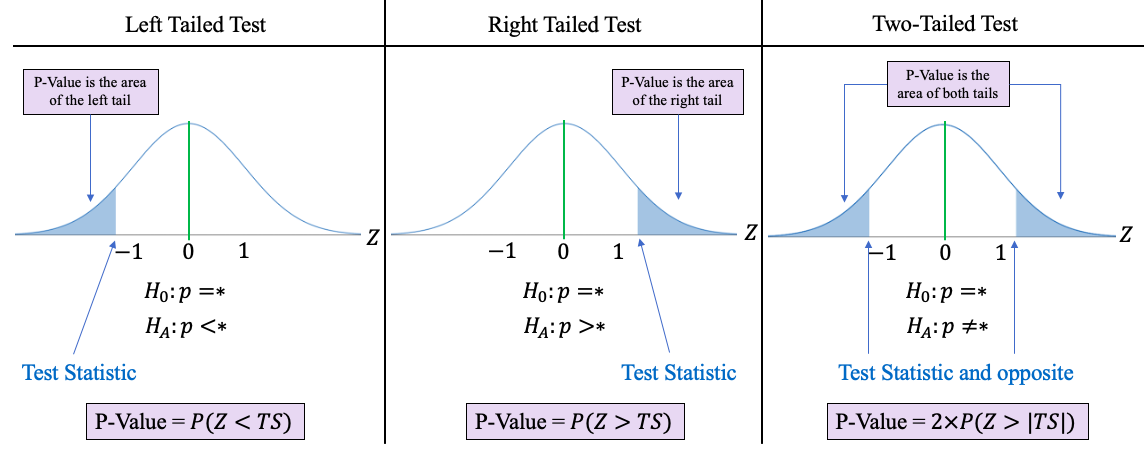 Left Tailed Test
P-Value is the area
of the left tail
−1 0 1 Z
H₀: p =*
H_A: p <*
Test Statistic
P-Value = P(Z < TS)
Right Tailed Test
P-Value is the area
of the right tail
−1 0 1 Z
H₀: p =*
H_A: p >*
Test Statistic
P-Value = P(Z > TS)
Two-Tailed Test
P-Value is the
area of both tails
−1 0 1 Z
H₀: p =*
H_A: p ≠*
Test Statistic and opposite
P-Value = 2×P(Z > |TS|)